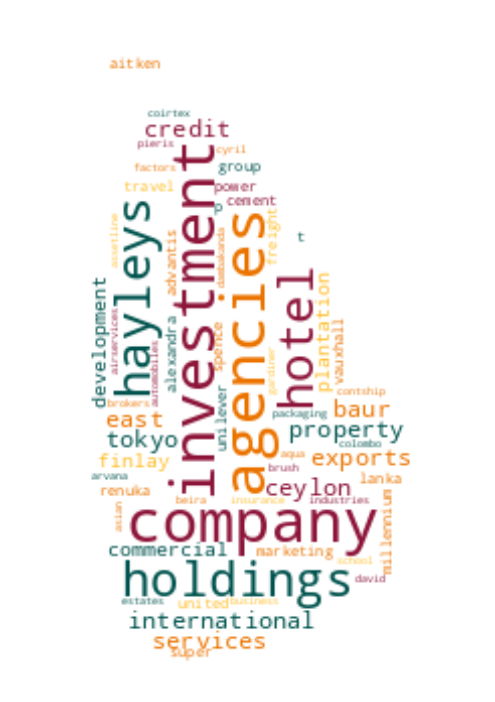 aitken
coirtex
credit
pieris
cyril
factors
group
travel
power
cement
p
investment
hayleys
agencies
freight
t
assetline
advantis
dambakanda
hotel
development
airservices
automobiles
alexandra
spence
plantation
vauxhall
gardiner
unilever
contship
brokers
baur
east
packaging
property
tokyo
colombo
finlay
aqua
exports
brush
arvana
lanka
renuka
ceylon
beira
insurance
industries
asian
company
millennium
commercial
marketing
school
holdings
david
estates
united
business
international
services
super